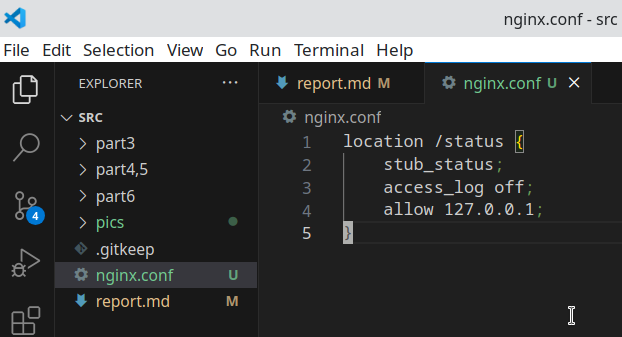 nginx.conf - src
File Edit Selection View Go Run Terminal Help
EXPLORER ···
report.md M
nginx.conf U ×
SRC
part3
part4,5
part6
pics
.gitkeep
nginx.conf U
report.md M
4
nginx.conf
1 location /status {
2 stub_status;
3 access_log off;
4 allow 127.0.0.1;
5 }